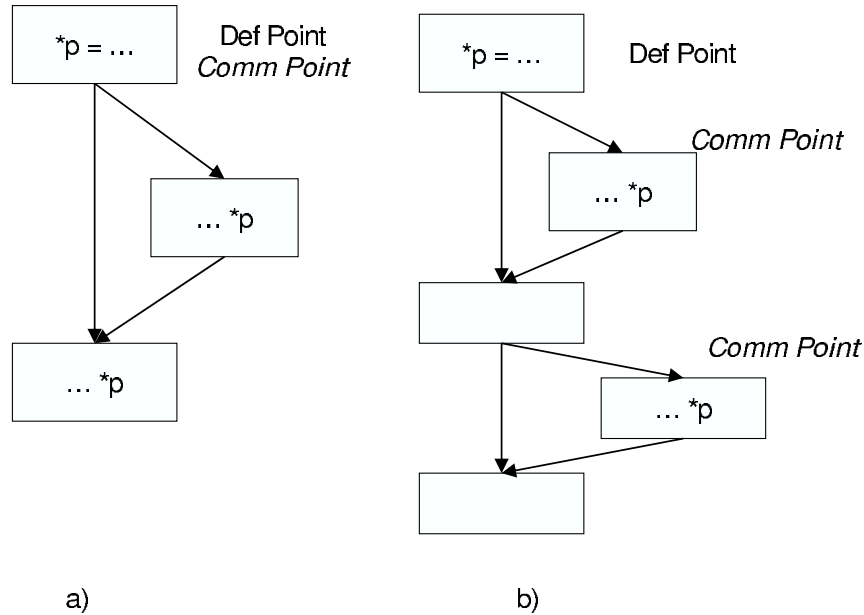 *p = ...
Def Point
Comm Point
... *p
... *p
a)
*p = ...
Def Point
Comm Point
... *p
Comm Point
... *p
b)